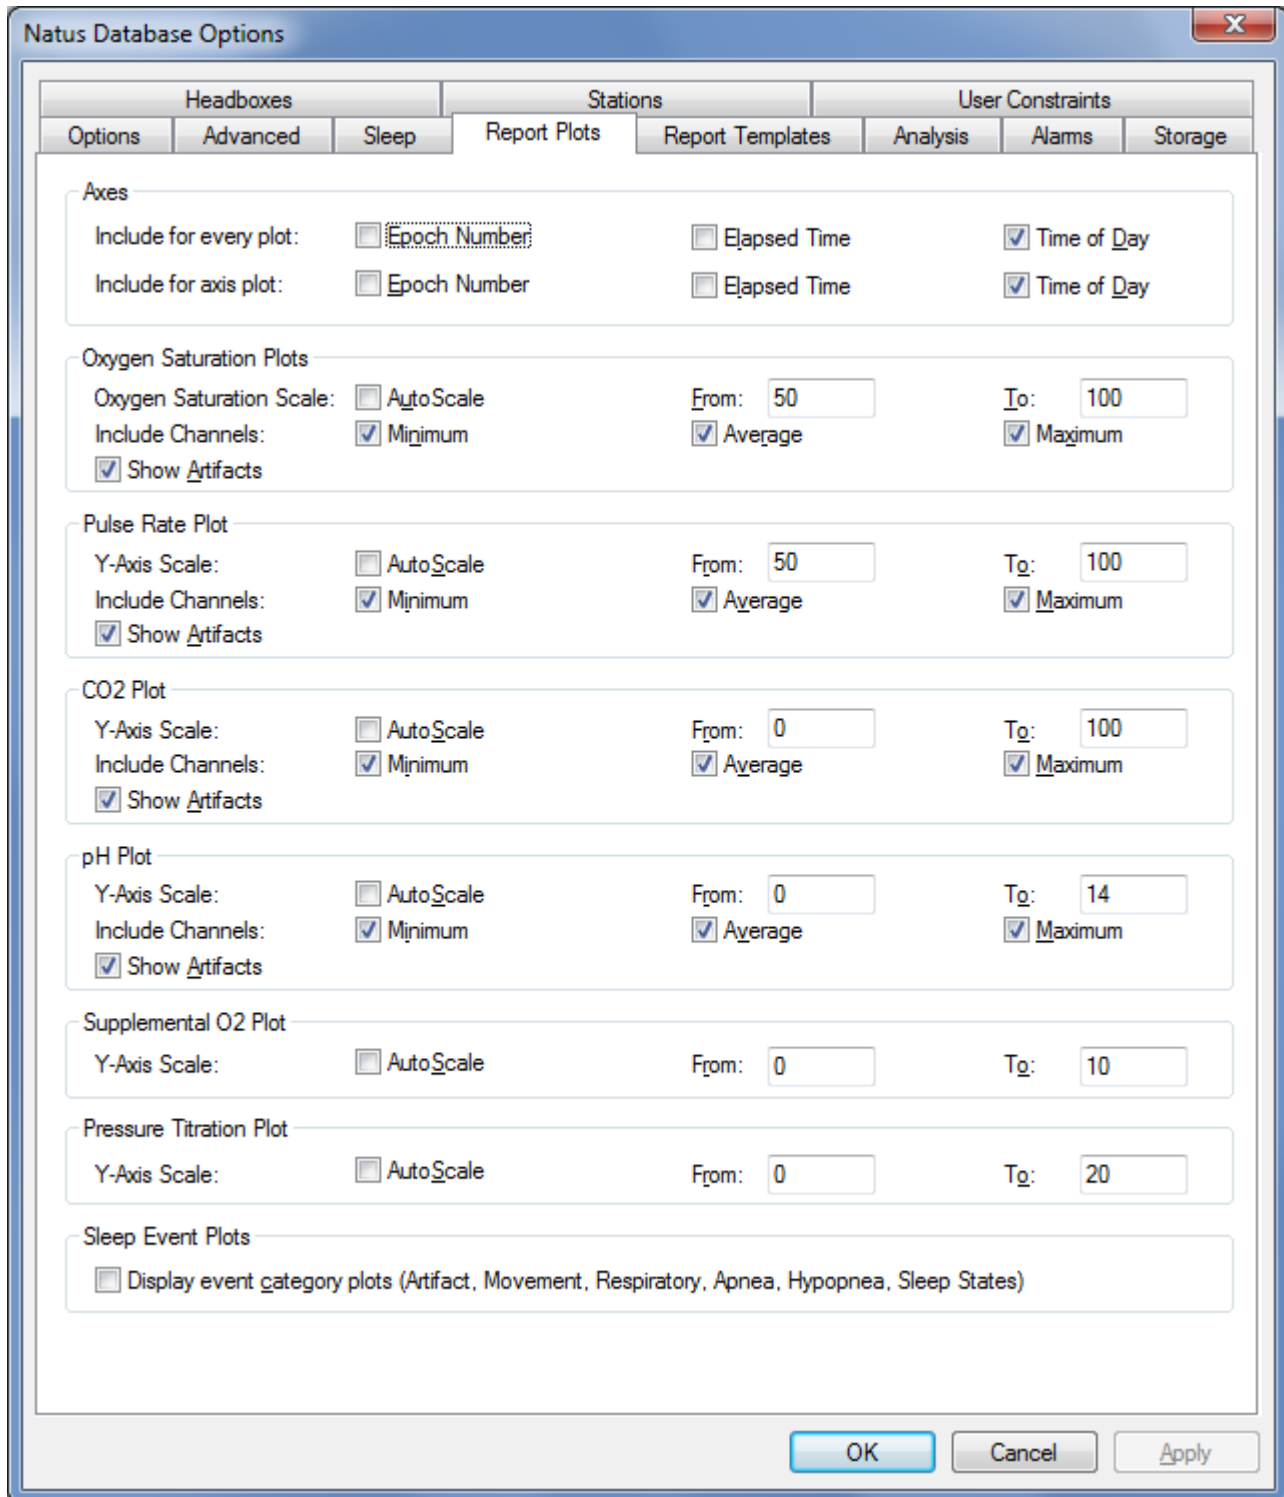 Natus Database Options
Headboxes Stations User Constraints
Options Advanced Sleep Report Plots Report Templates Analysis Alarms Storage
Axes
Include for every plot: Epoch Number Elapsed Time Time of Day
Include for axis plot: Epoch Number Elapsed Time Time of Day
Oxygen Saturation Plots
Oxygen Saturation Scale: AutoScale From: 50 To: 100
Include Channels: Minimum Average Maximum
Show Artifacts
Pulse Rate Plot
Y-Axis Scale: AutoScale From: 50 To: 100
Include Channels: Minimum Average Maximum
Show Artifacts
CO2 Plot
Y-Axis Scale: AutoScale From: 0 To: 100
Include Channels: Minimum Average Maximum
Show Artifacts
pH Plot
Y-Axis Scale: AutoScale From: 0 To: 14
Include Channels: Minimum Average Maximum
Show Artifacts
Supplemental O2 Plot
Y-Axis Scale: AutoScale From: 0 To: 10
Pressure Titration Plot
Y-Axis Scale: AutoScale From: 0 To: 20
Sleep Event Plots
Display event category plots (Artifact, Movement, Respiratory, Apnea, Hypopnea, Sleep States)
OK Cancel Apply